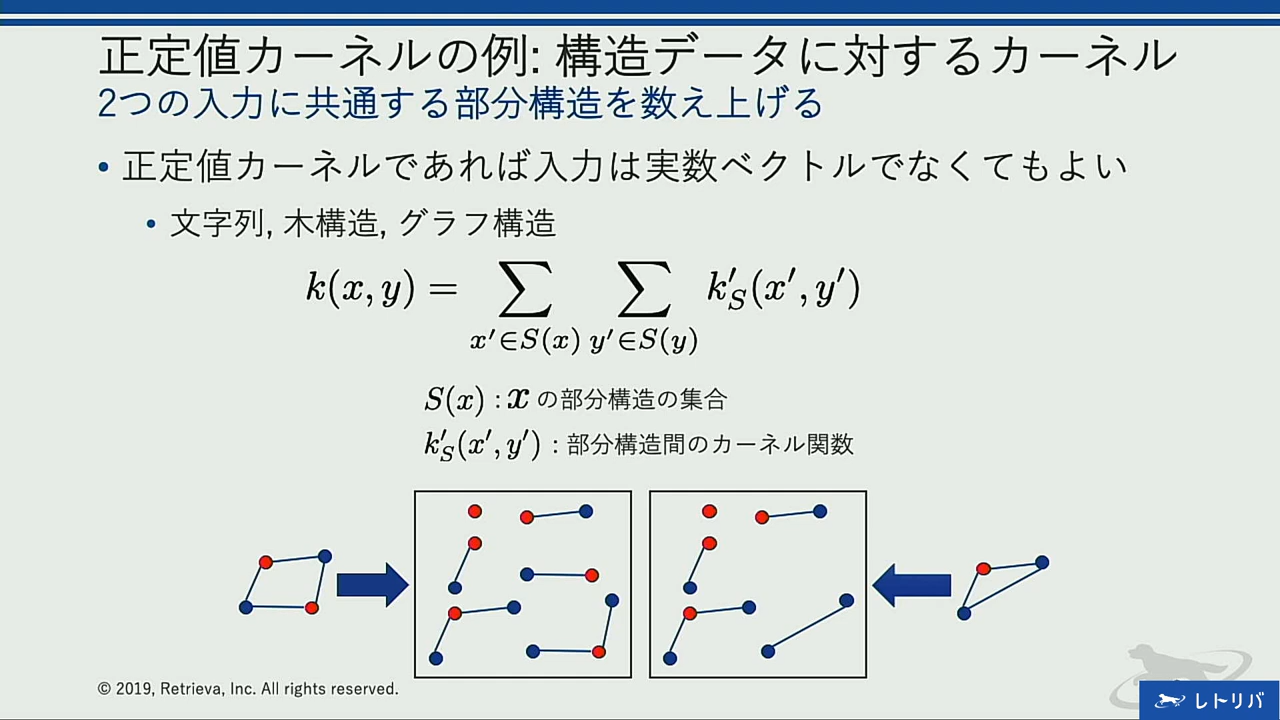 正定値カーネルの例: 構造データに対するカーネル
2つの入力に共通する部分構造を数え上げる
• 正定値カーネルであれば入力は実数ベクトルでなくてもよい
• 文字列, 木構造, グラフ構造
k(x, y) = ∑_{x′∈S(x)} ∑_{y′∈S(y)} k′_S(x′, y′)
S(x) : x の部分構造の集合
k′_S(x′, y′) : 部分構造間のカーネル関数
© 2019, Retrieva, Inc. All rights reserved.
レトリバ